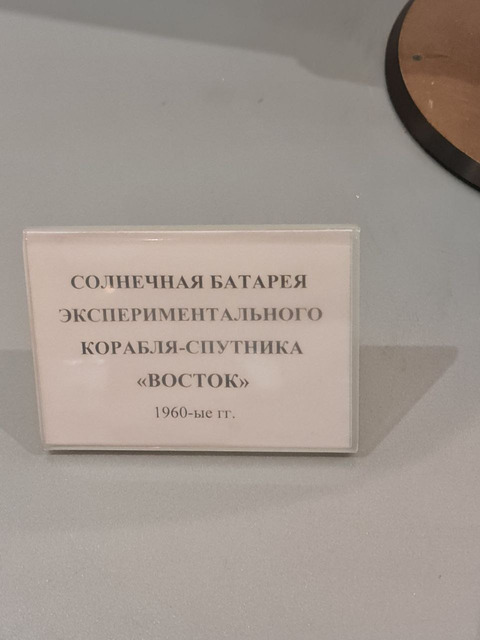 СОЛНЕЧНАЯ БАТАРЕЯ
ЭКСПЕРИМЕНТАЛЬНОГО
КОРАБЛЯ-СПУТНИКА
«ВОСТОК»
1960-ые гг.